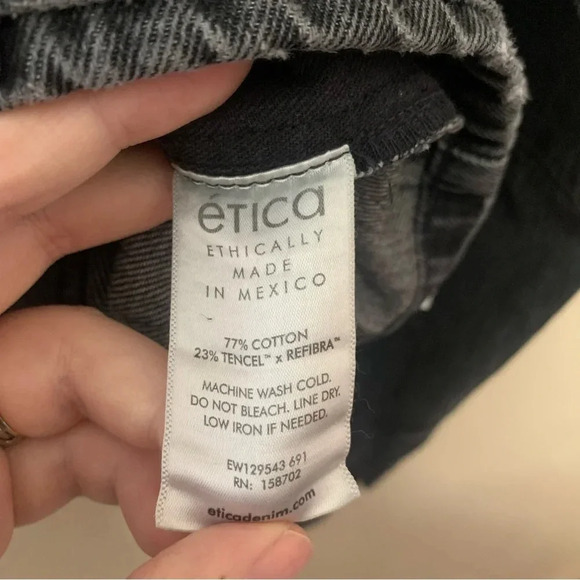 éTICa
ETHICALLY
MADE
IN MEXICO
77% COTTON
23% TENCEL™ x REFIBRA™
MACHINE WASH COLD.
DO NOT BLEACH. LINE DRY.
LOW IRON IF NEEDED.
EW129543 691
RN: 158702
eticadenim.com